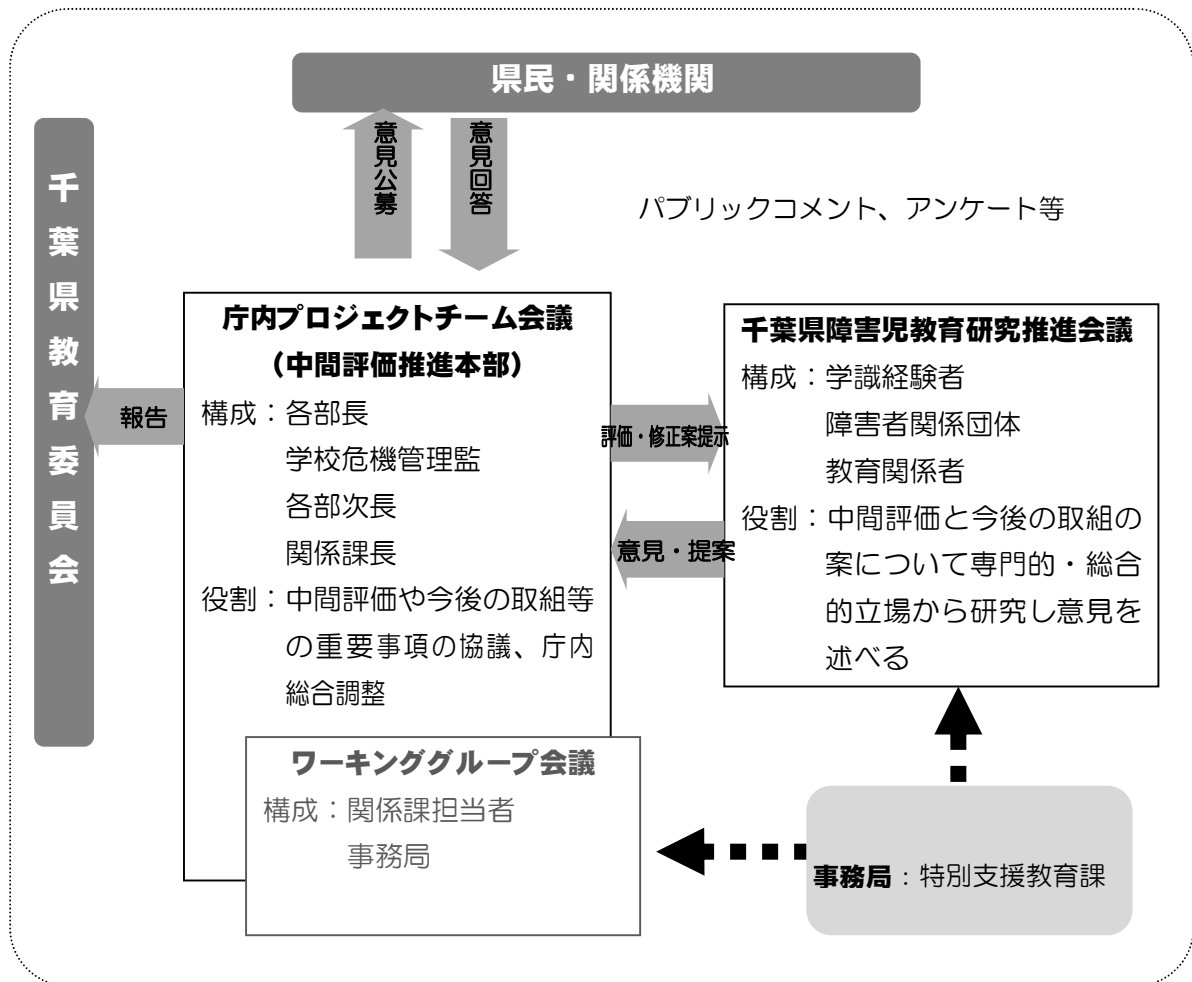 県民・関係機関
千葉県教育委員会
意見公募
意見回答
パブリックコメント、アンケート等
報告
庁内プロジェクトチーム会議
（中間評価推進本部）
構成：各部長
学校危機管理監
各部次長
関係課長
役割：中間評価や今後の取組等
の重要事項の協議、庁内
総合調整
評価・修正案提示
意見・提案
千葉県障害児教育研究推進会議
構成：学識経験者
障害者関係団体
教育関係者
役割：中間評価と今後の取組の
案について専門的・総合
的立場から研究し意見を
述べる
ワーキンググループ会議
構成：関係課担当者
事務局
事務局：特別支援教育課